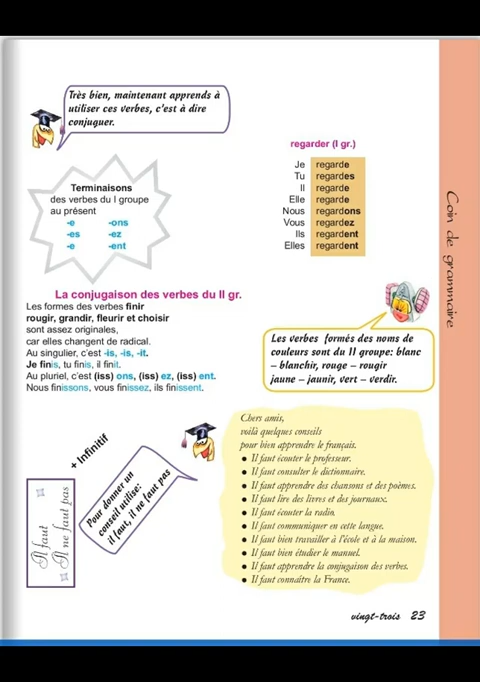 Très bien, maintenant apprends à
utiliser ces verbes, c'est à dire
conjuguer.
Terminaisons
des verbes du I groupe
au présent
-e -ons
-es -ez
-e -ent
regarder (I gr.)
Je regarde
Tu regardes
Il regarde
Elle regarde
Nous regardons
Vous regardez
Ils regardent
Elles regardent
Coin de grammaire
La conjugaison des verbes du II gr.
Les formes des verbes finir
rougir, grandir, fleurir et choisir
sont assez originales,
car elles changent de radical.
Au singulier, c'est -is, -is, -it.
Je finis, tu finis, il finit.
Au pluriel, c'est (iss) ons, (iss) ez, (iss) ent.
Nous finissons, vous finissez, ils finissent.
Les verbes formés des noms de
couleurs sont du II groupe: blanc
– blanchir, rouge – rougir
jaune – jaunir, vert – verdir.
Il faut
Il ne faut pas
+ Infinitif
Pour donner un
conseil utilise:
il faut, il ne faut pas
Chers amis,
voilà quelques conseils
pour bien apprendre le français.
● Il faut écouter le professeur.
● Il faut consulter le dictionnaire.
● Il faut apprendre des chansons et des poèmes.
● Il faut lire des livres et des journaux.
● Il faut écouter la radio.
● Il faut communiquer en cette langue.
● Il faut bien travailler à l'école et à la maison.
● Il faut bien étudier le manuel.
● Il faut apprendre la conjugaison des verbes.
● Il faut connaître la France.
vingt-trois 23